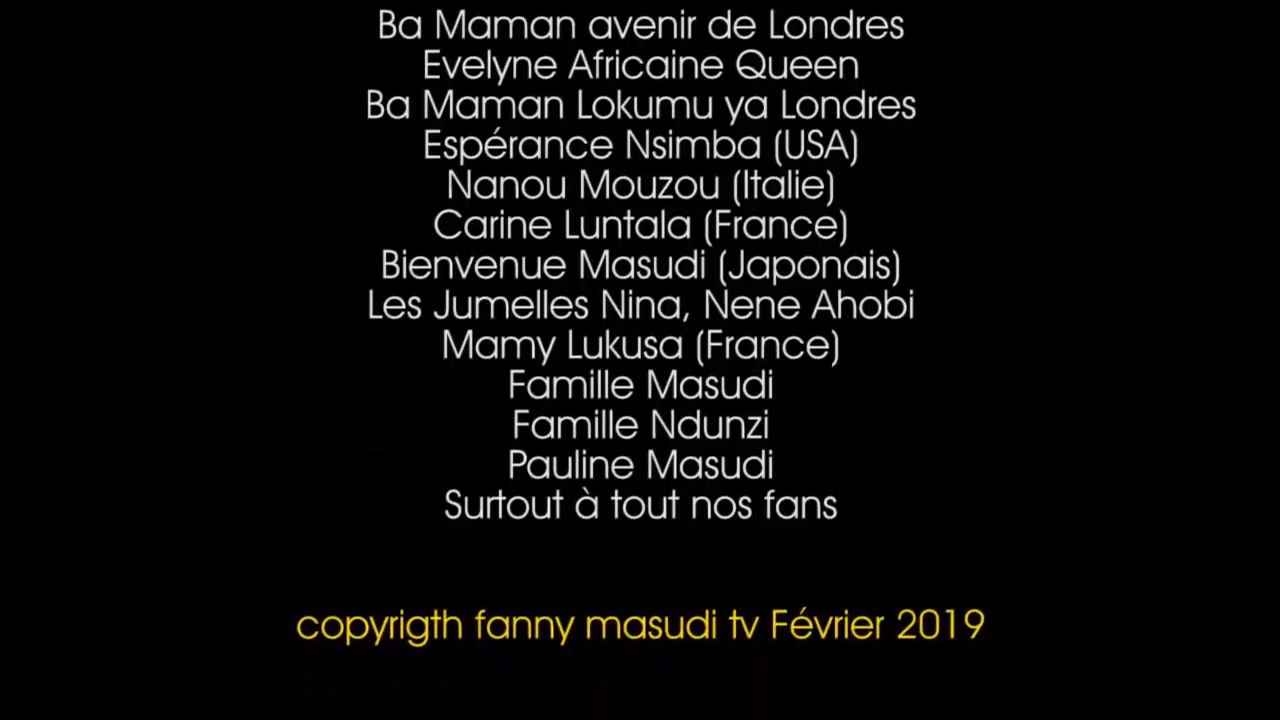 Ba Maman avenir de Londres
Evelyne Africaine Queen
Ba Maman Lokumu ya Londres
Espérance Nsimba (USA)
Nanou Mouzou (Italie)
Carine Luntala (France)
Bienvenue Masudi (Japonais)
Les Jumelles Nina, Nene Ahobi
Mamy Lukusa (France)
Famille Masudi
Famille Ndunzi
Pauline Masudi
Surtout à tout nos fans
copyrigth fanny masudi tv Février 2019